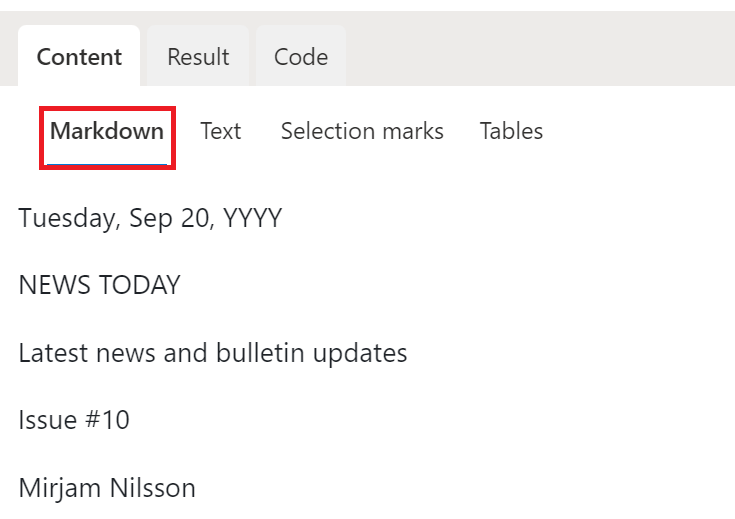 Content Result Code
Markdown Text Selection marks Tables
Tuesday, Sep 20, YYYY
NEWS TODAY
Latest news and bulletin updates
Issue #10
Mirjam Nilsson